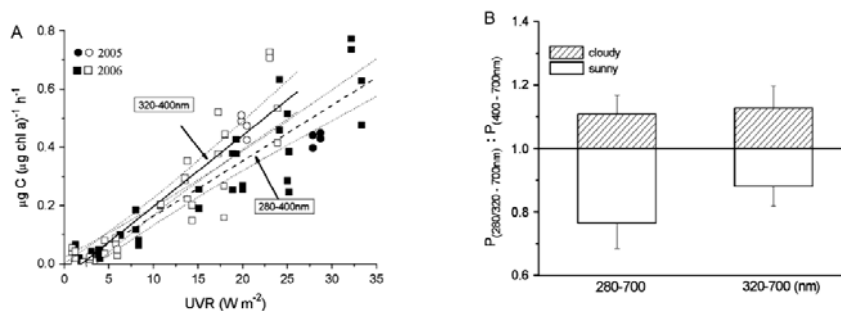 A
0.8
0.6
0.4
0.2
0.0
µg C (µg chl a)⁻¹ h⁻¹
2005
2006
320-400nm
280-400nm
0
5
10
15
20
25
30
35
UVR (W m⁻²)
B
1.4
1.2
1.0
0.8
0.6
P(280/320 - 700nm) : P(400 - 700nm)
cloudy
sunny
280-700
320-700 (nm)